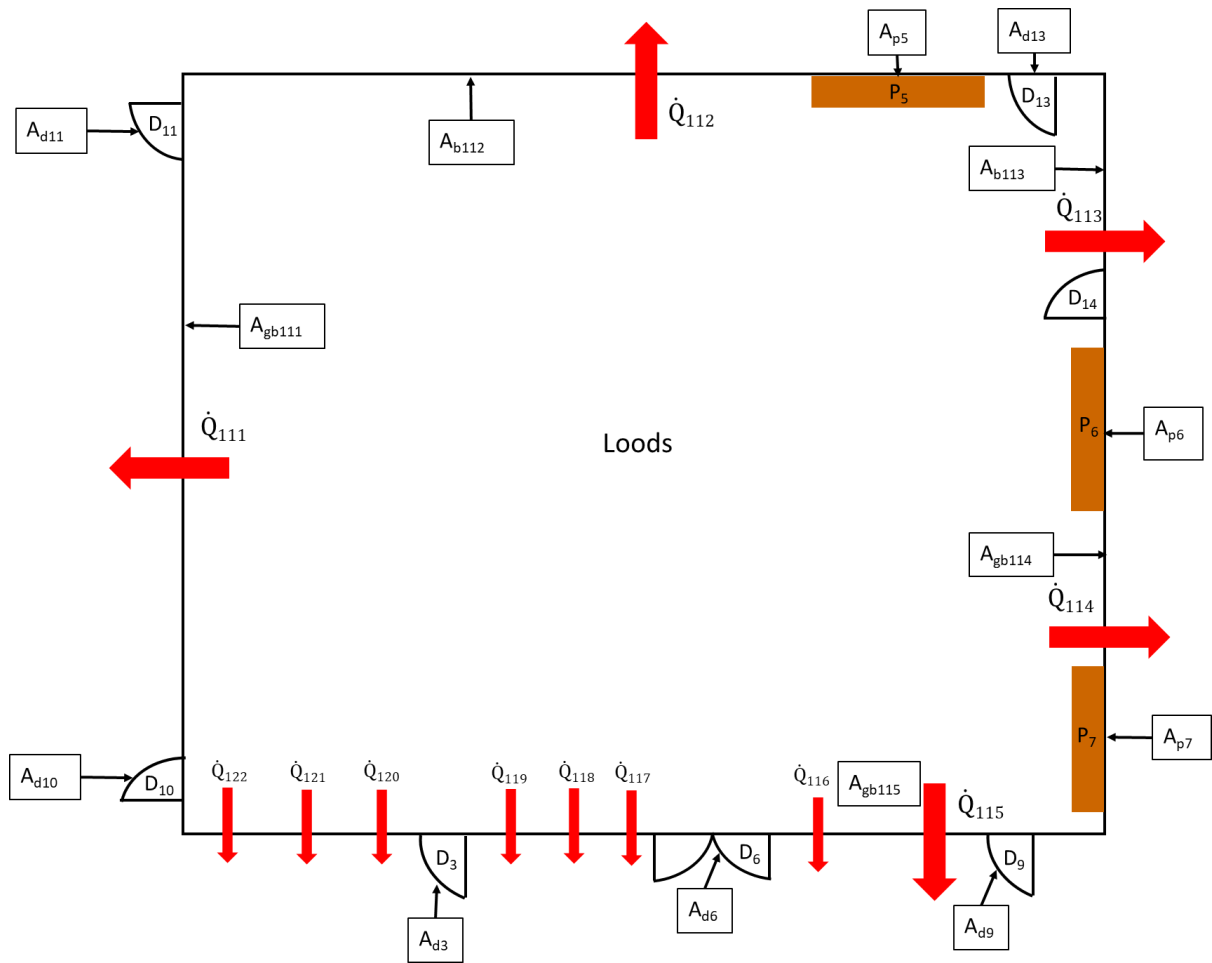 A_p5
A_d13
P_5
D_13
Q̇_112
D_11
A_d11
A_b112
A_b113
Q̇_113
D_14
A_gb111
Q̇_111
Loods
P_6
A_p6
A_gb114
Q̇_114
P_7
A_p7
A_d10
D_10
Q̇_122
Q̇_121
Q̇_120
Q̇_119
Q̇_118
Q̇_117
Q̇_116
A_gb115
Q̇_115
D_3
D_6
D_9
A_d3
A_d6
A_d9